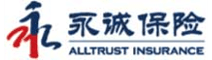 永诚保险
ALLTRUST INSURANCE